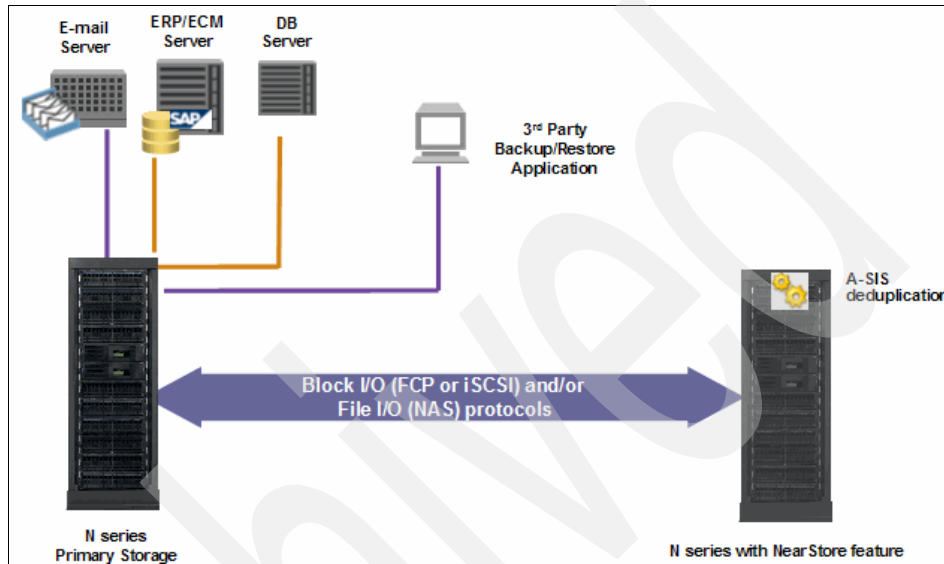 E-mail
Server
ERP/ECM
Server
DB
Server
SAP
3rd Party
Backup/Restore
Application
A-SIS
deduplication
Block I/O (FCP or iSCSI) and/or
File I/O (NAS) protocols
N series
Primary Storage
N series with NearStore feature
hived